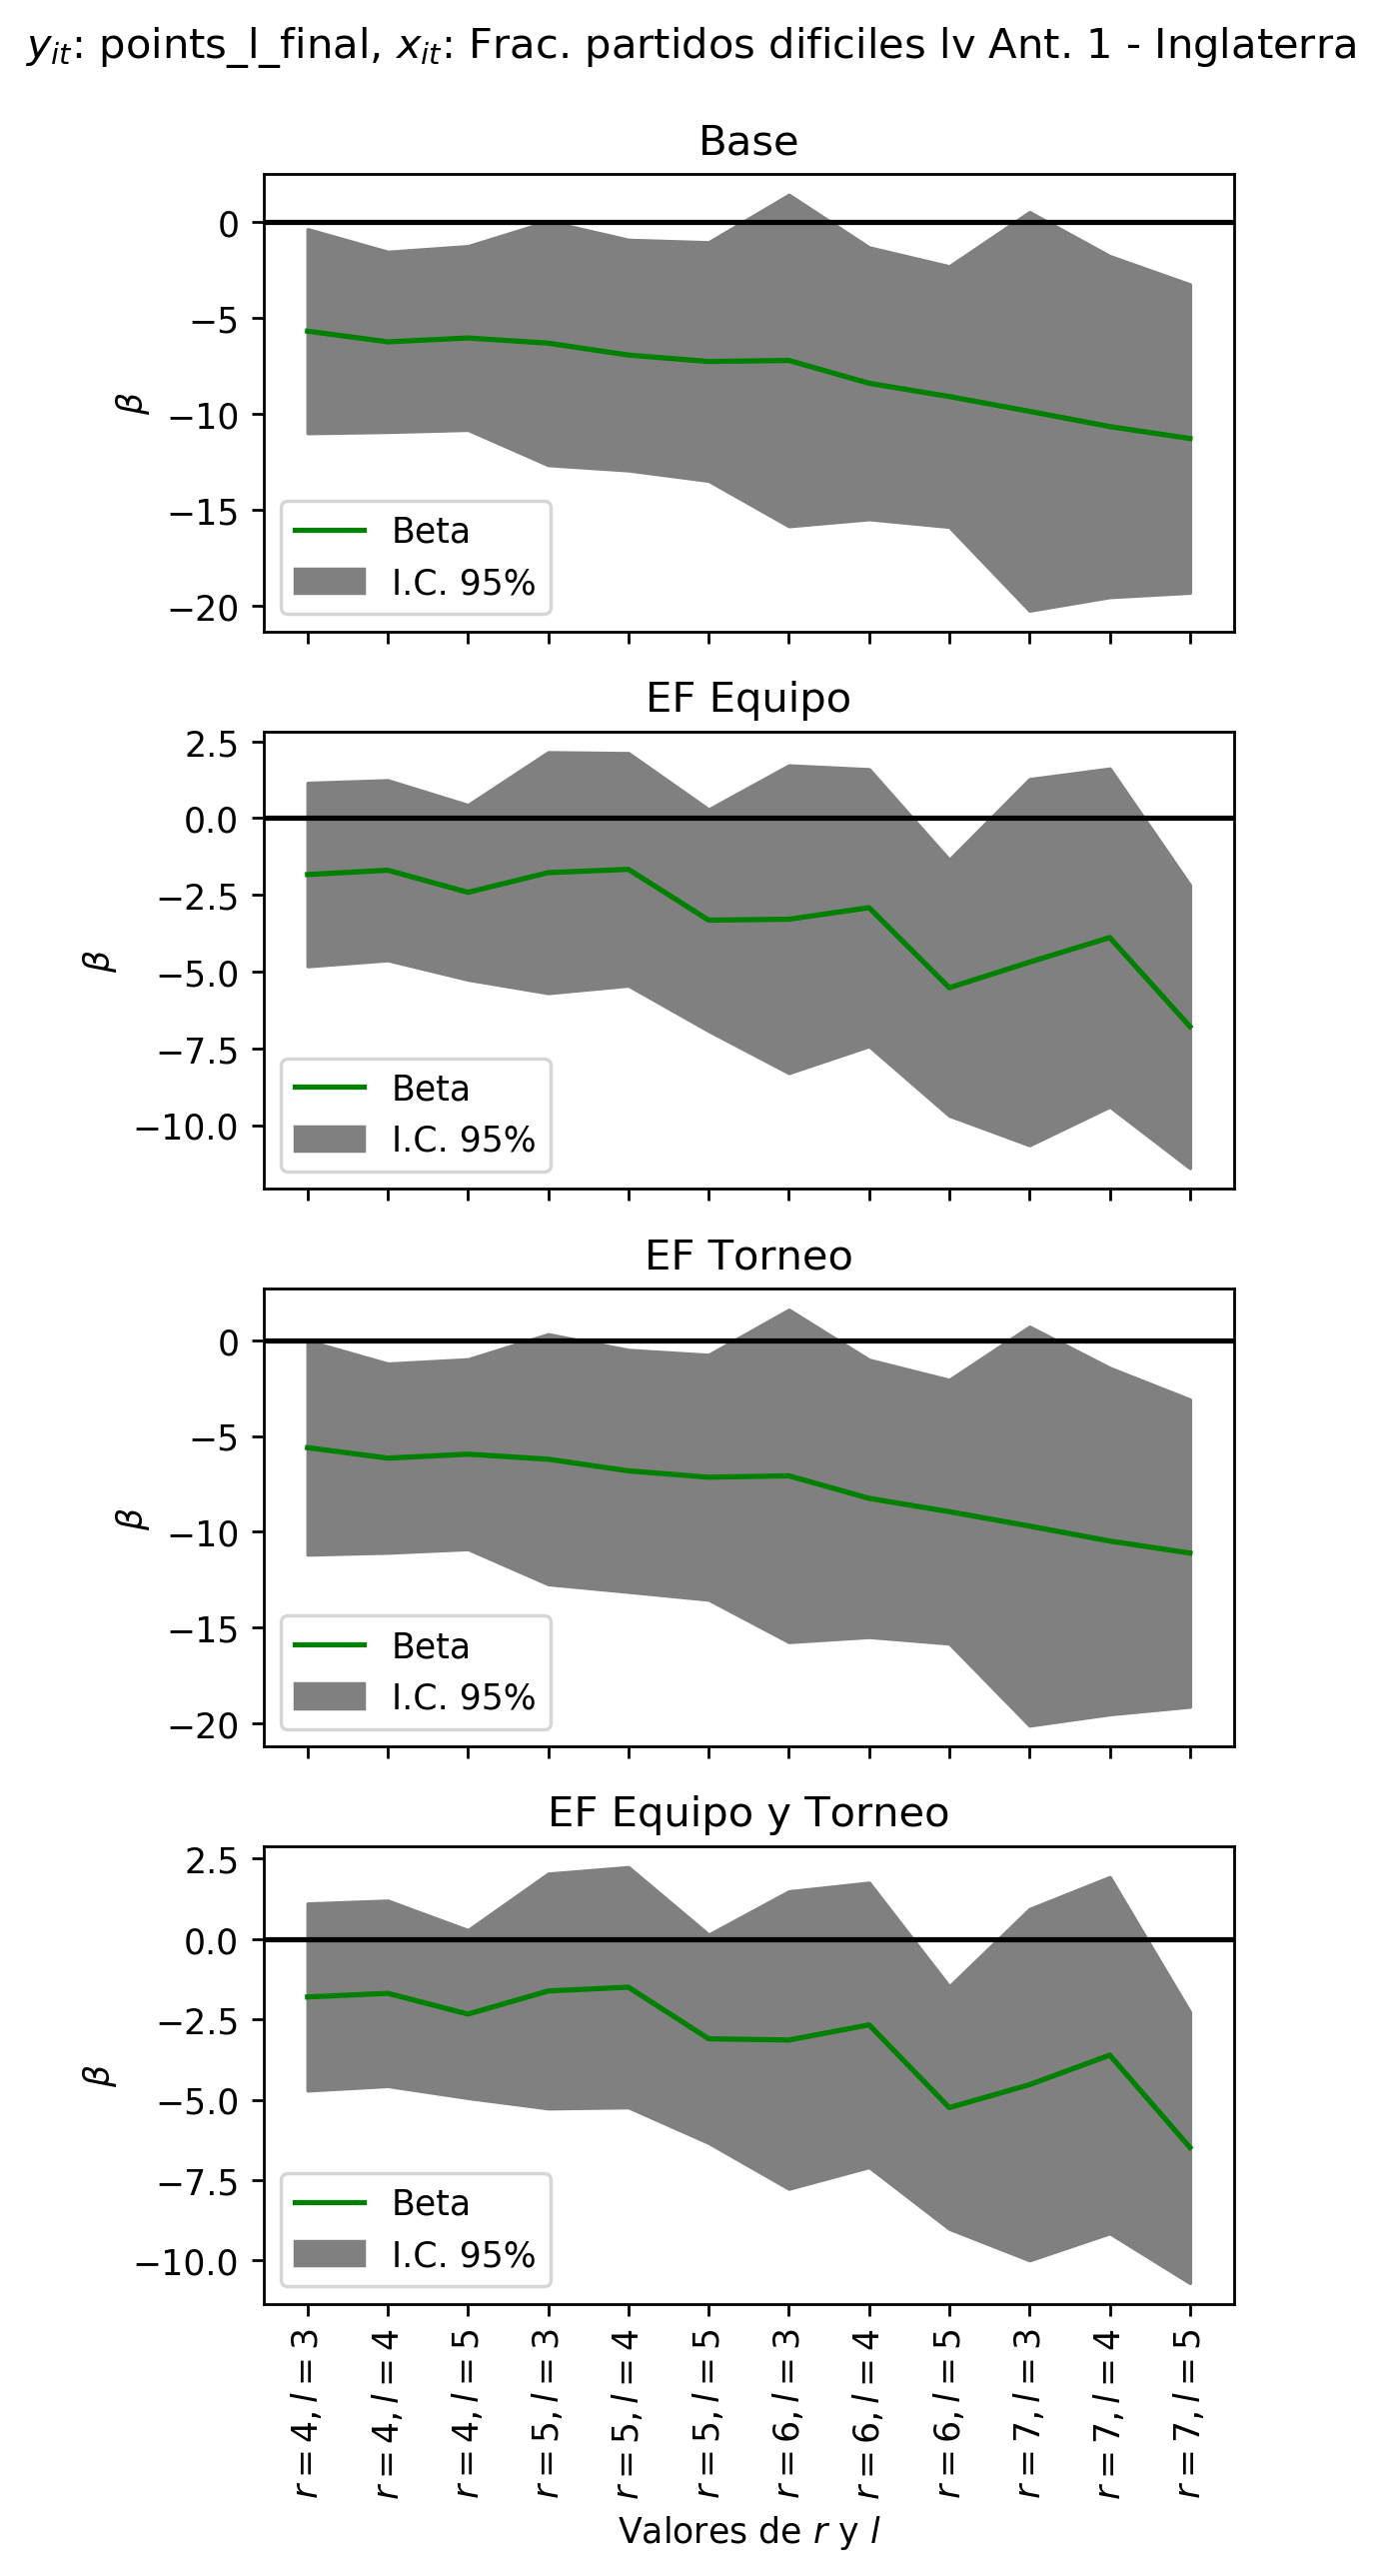 y_{it}: points_l_final, x_{it}: Frac. partidos dificiles lv Ant. 1 - Inglaterra
Base
0
−5
−10
−15
−20
β
Beta
I.C. 95%
EF Equipo
2.5
0.0
−2.5
−5.0
−7.5
−10.0
β
Beta
I.C. 95%
EF Torneo
0
−5
−10
−15
−20
β
Beta
I.C. 95%
EF Equipo y Torneo
2.5
0.0
−2.5
−5.0
−7.5
−10.0
β
Beta
I.C. 95%
r = 4, l = 3
r = 4, l = 4
r = 4, l = 5
r = 5, l = 3
r = 5, l = 4
r = 5, l = 5
r = 6, l = 3
r = 6, l = 4
r = 6, l = 5
r = 7, l = 3
r = 7, l = 4
r = 7, l = 5
Valores de r y l